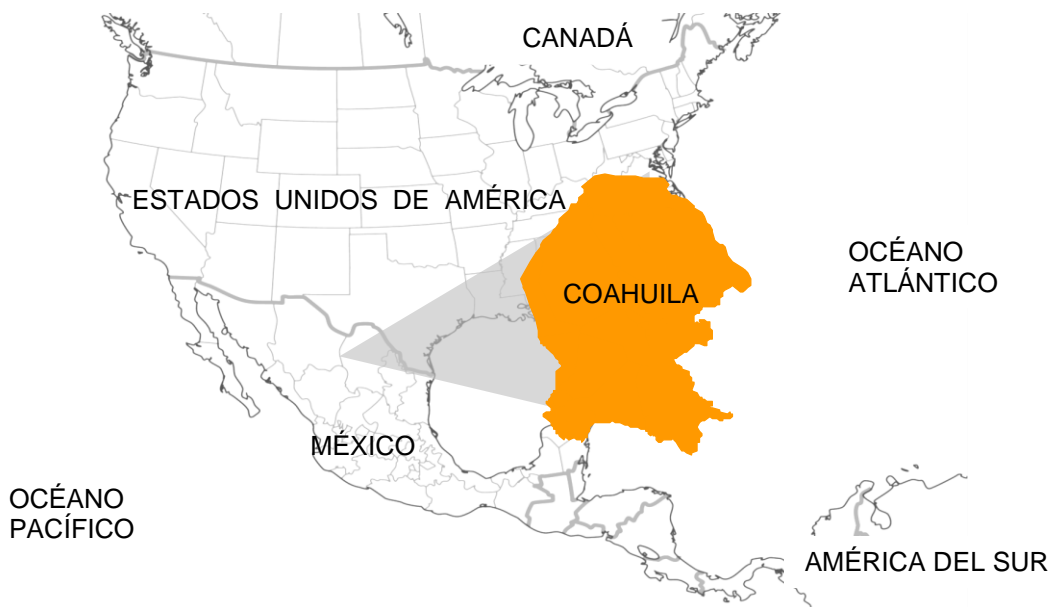 CANADÁ
ESTADOS UNIDOS DE AMÉRICA
OCÉANO
ATLÁNTICO
COAHUILA
MÉXICO
OCÉANO
PACÍFICO
AMÉRICA DEL SUR